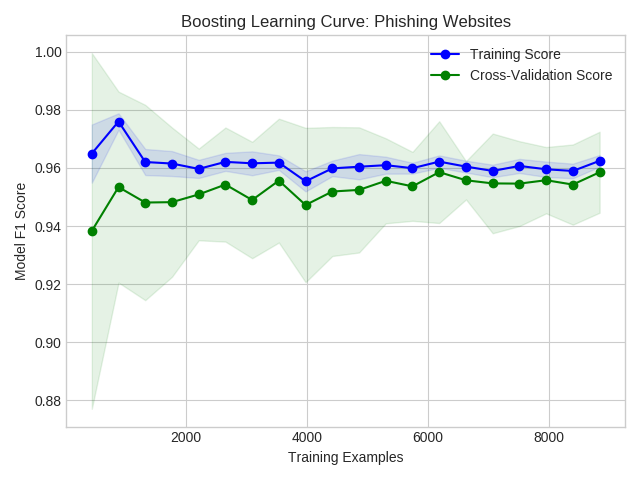 Boosting Learning Curve: Phishing Websites
Training Score
Cross-Validation Score
Model F1 Score
1.00
0.98
0.96
0.94
0.92
0.90
0.88
2000
4000
6000
8000
Training Examples